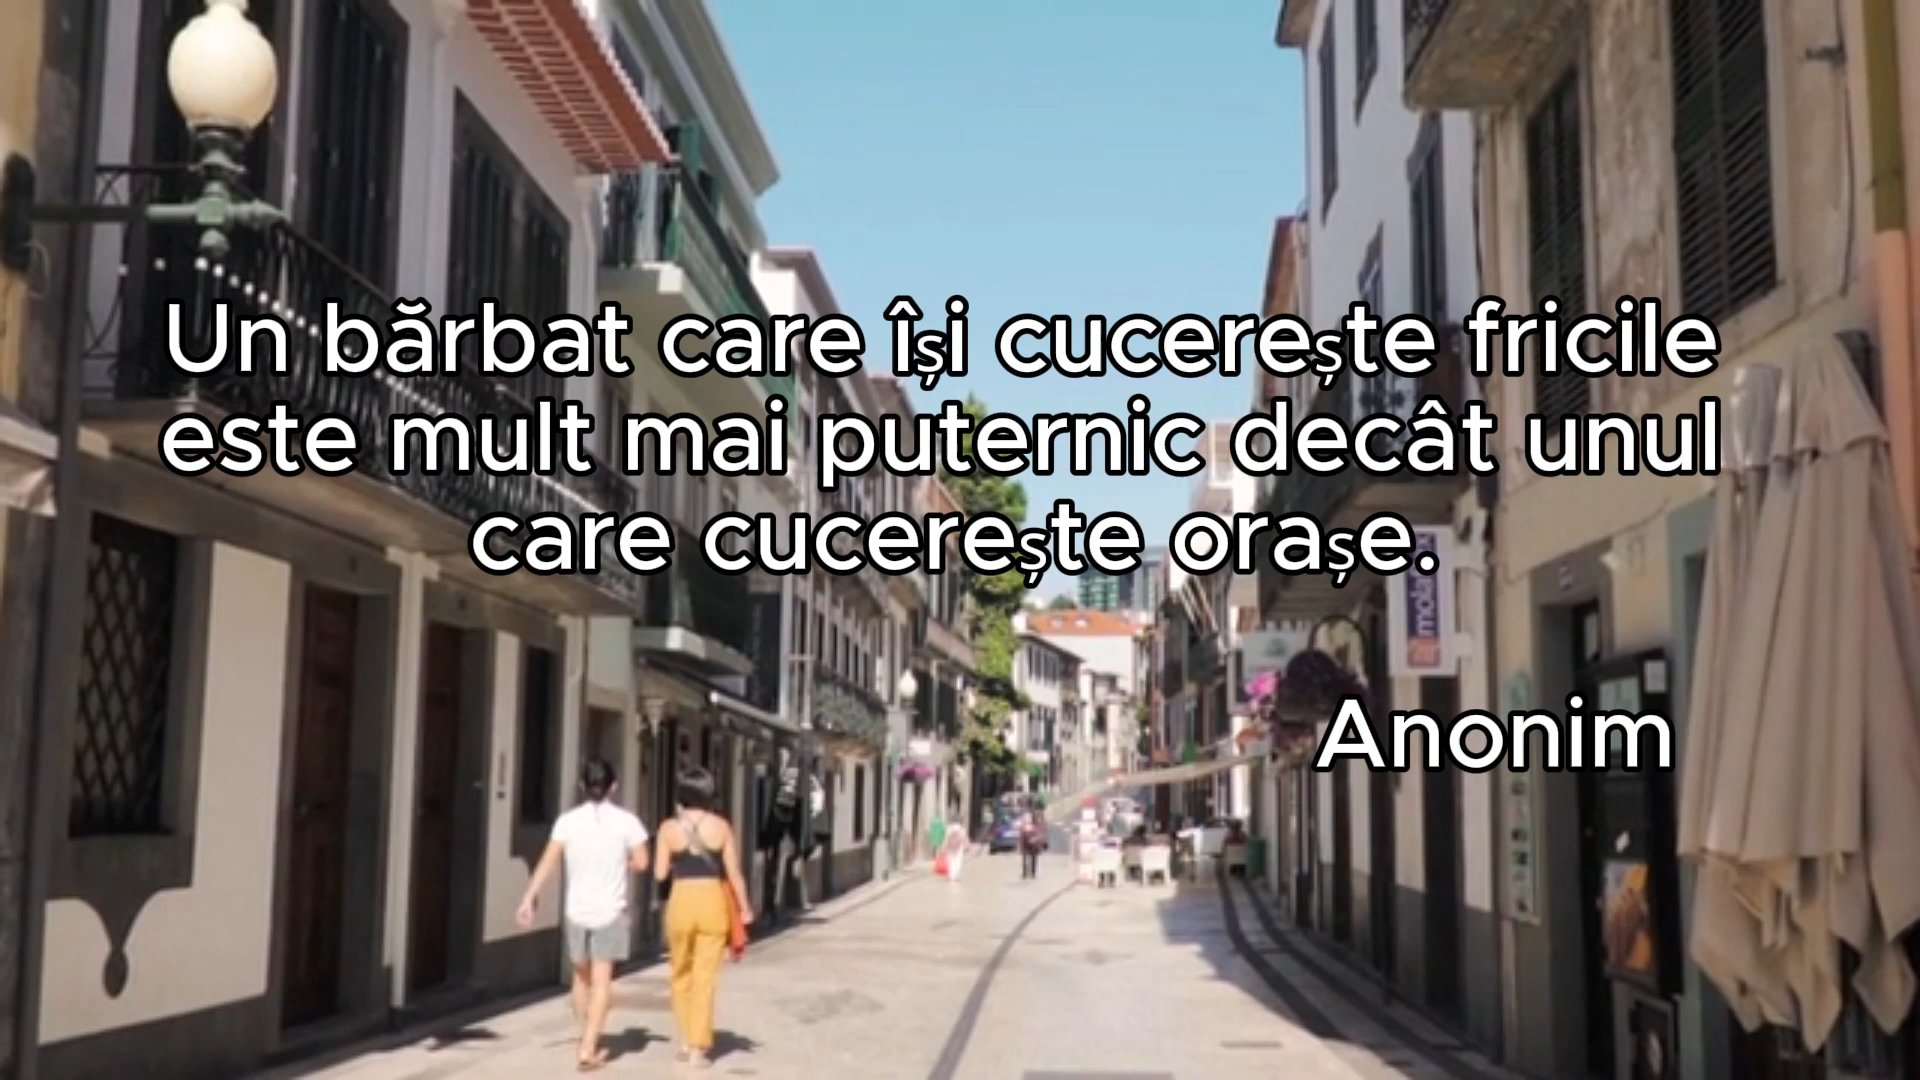 Un bărbat care își cucerește fricile
este mult mai puternic decât unul
care cucerește orașe.
Anonim